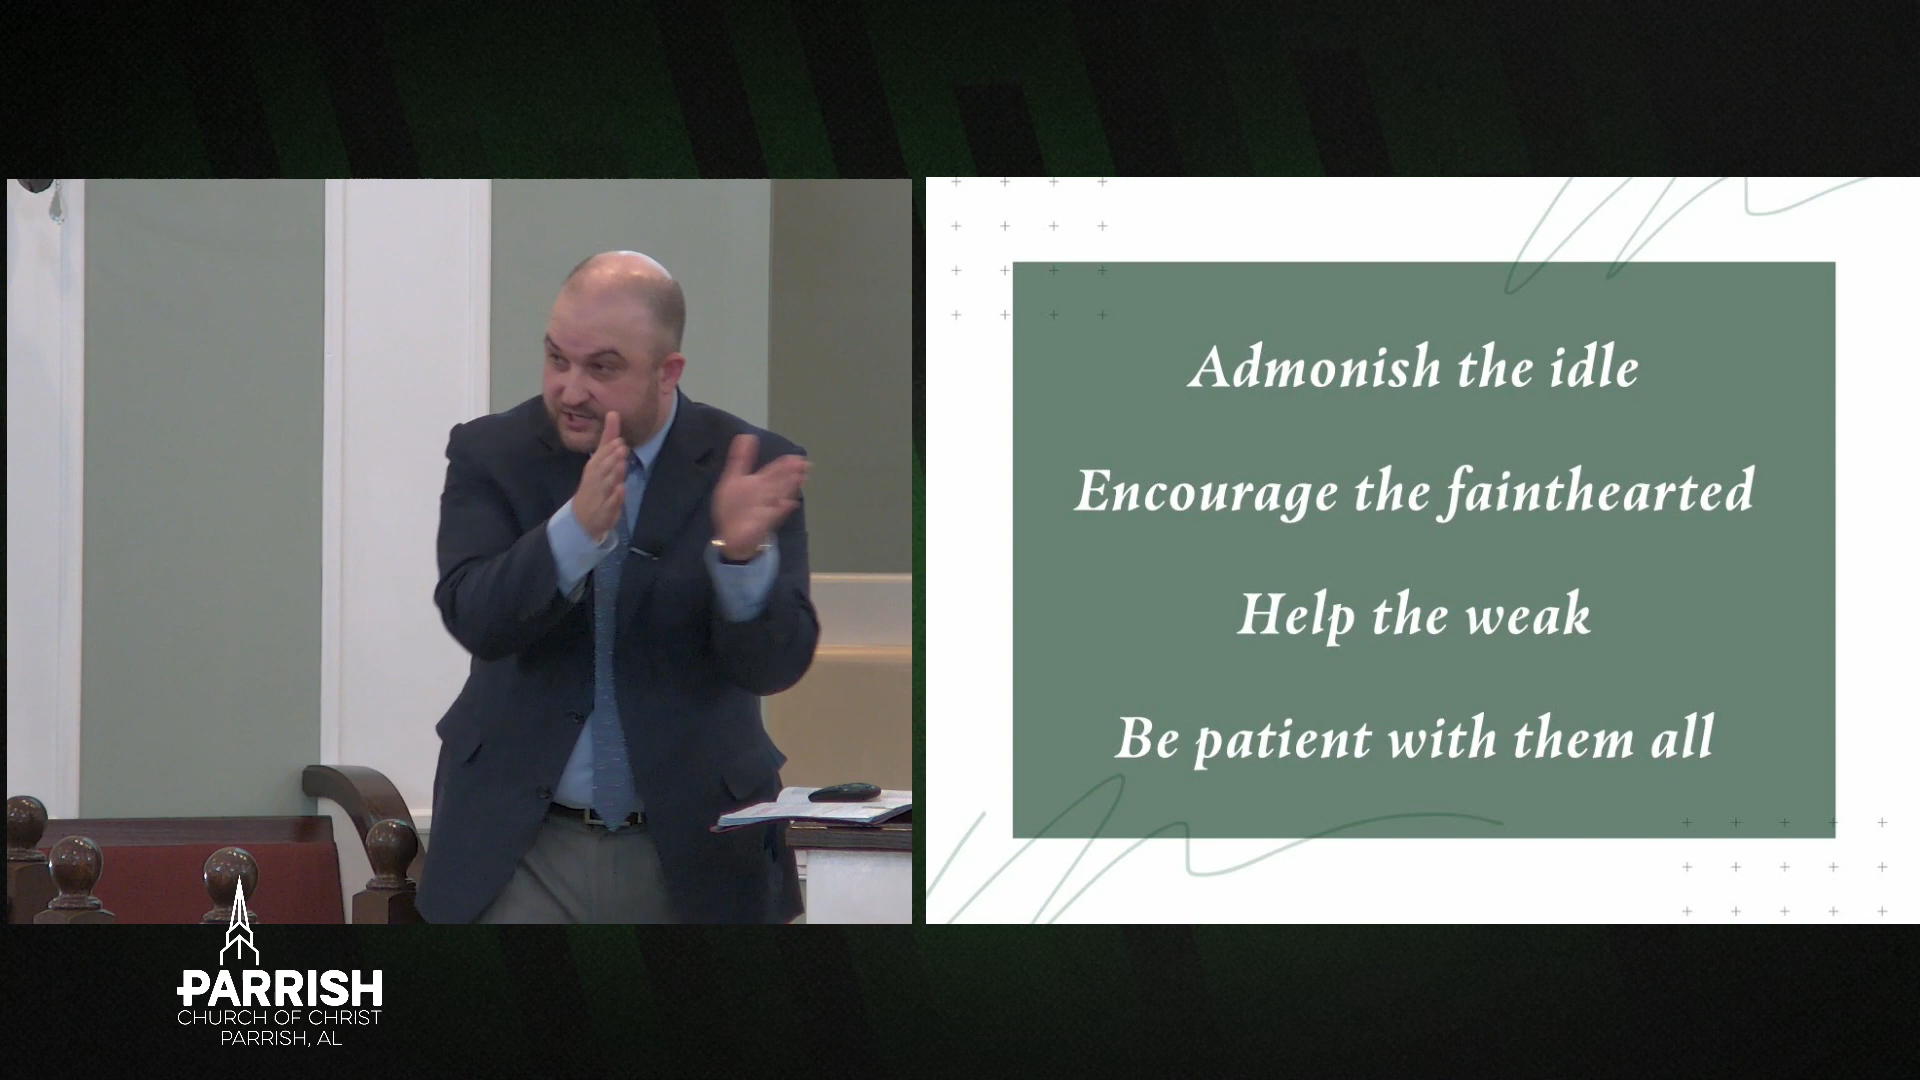 Admonish the idle
Encourage the fainthearted
Help the weak
Be patient with them all
PARRISH
CHURCH OF CHRIST
PARRISH, AL